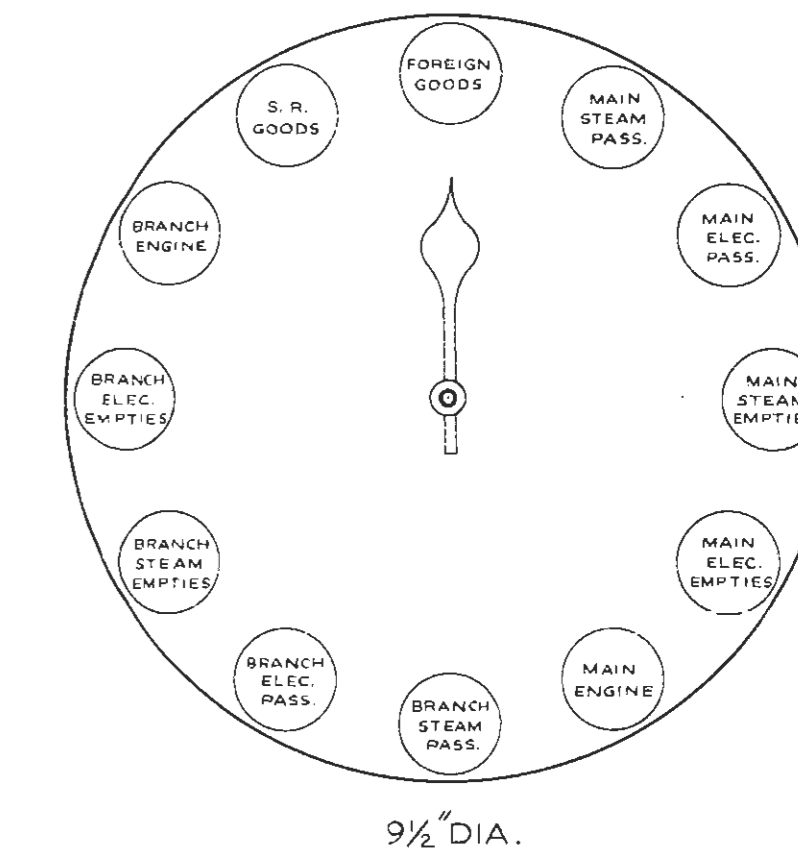 FOREIGN
GOODS
MAIN
STEAM
PASS.
MAIN
ELEC.
PASS.
MAIN
STEAM
EMPTIE
MAIN
ELEC.
EMPTIES
MAIN
ENGINE
BRANCH
STEAM
PASS.
BRANCH
ELEC.
PASS.
BRANCH
STEAM
EMPTIES
BRANCH
ELEC.
EMPTIES
BRANCH
ENGINE
S. R.
GOODS
9½" DIA.